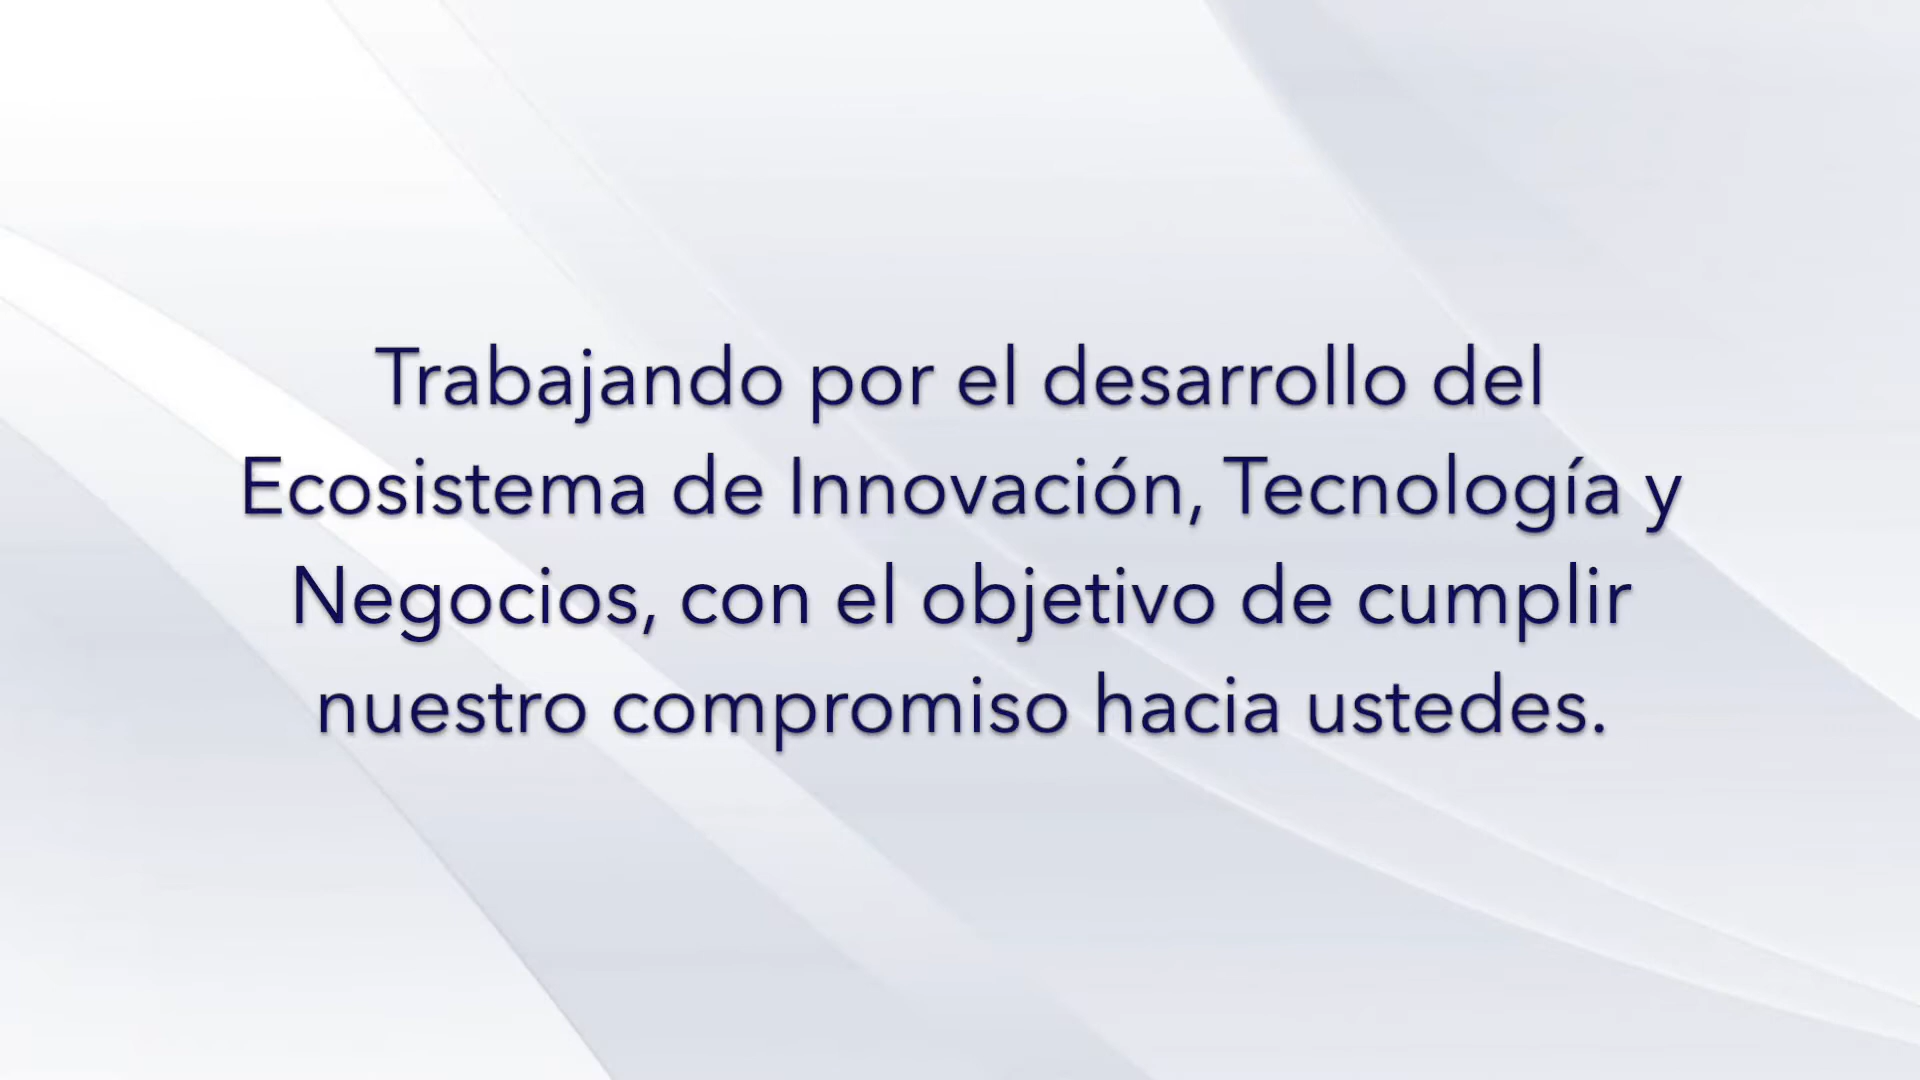 Trabajando por el desarrollo del
Ecosistema de Innovación, Tecnología y
Negocios, con el objetivo de cumplir
nuestro compromiso hacia ustedes.